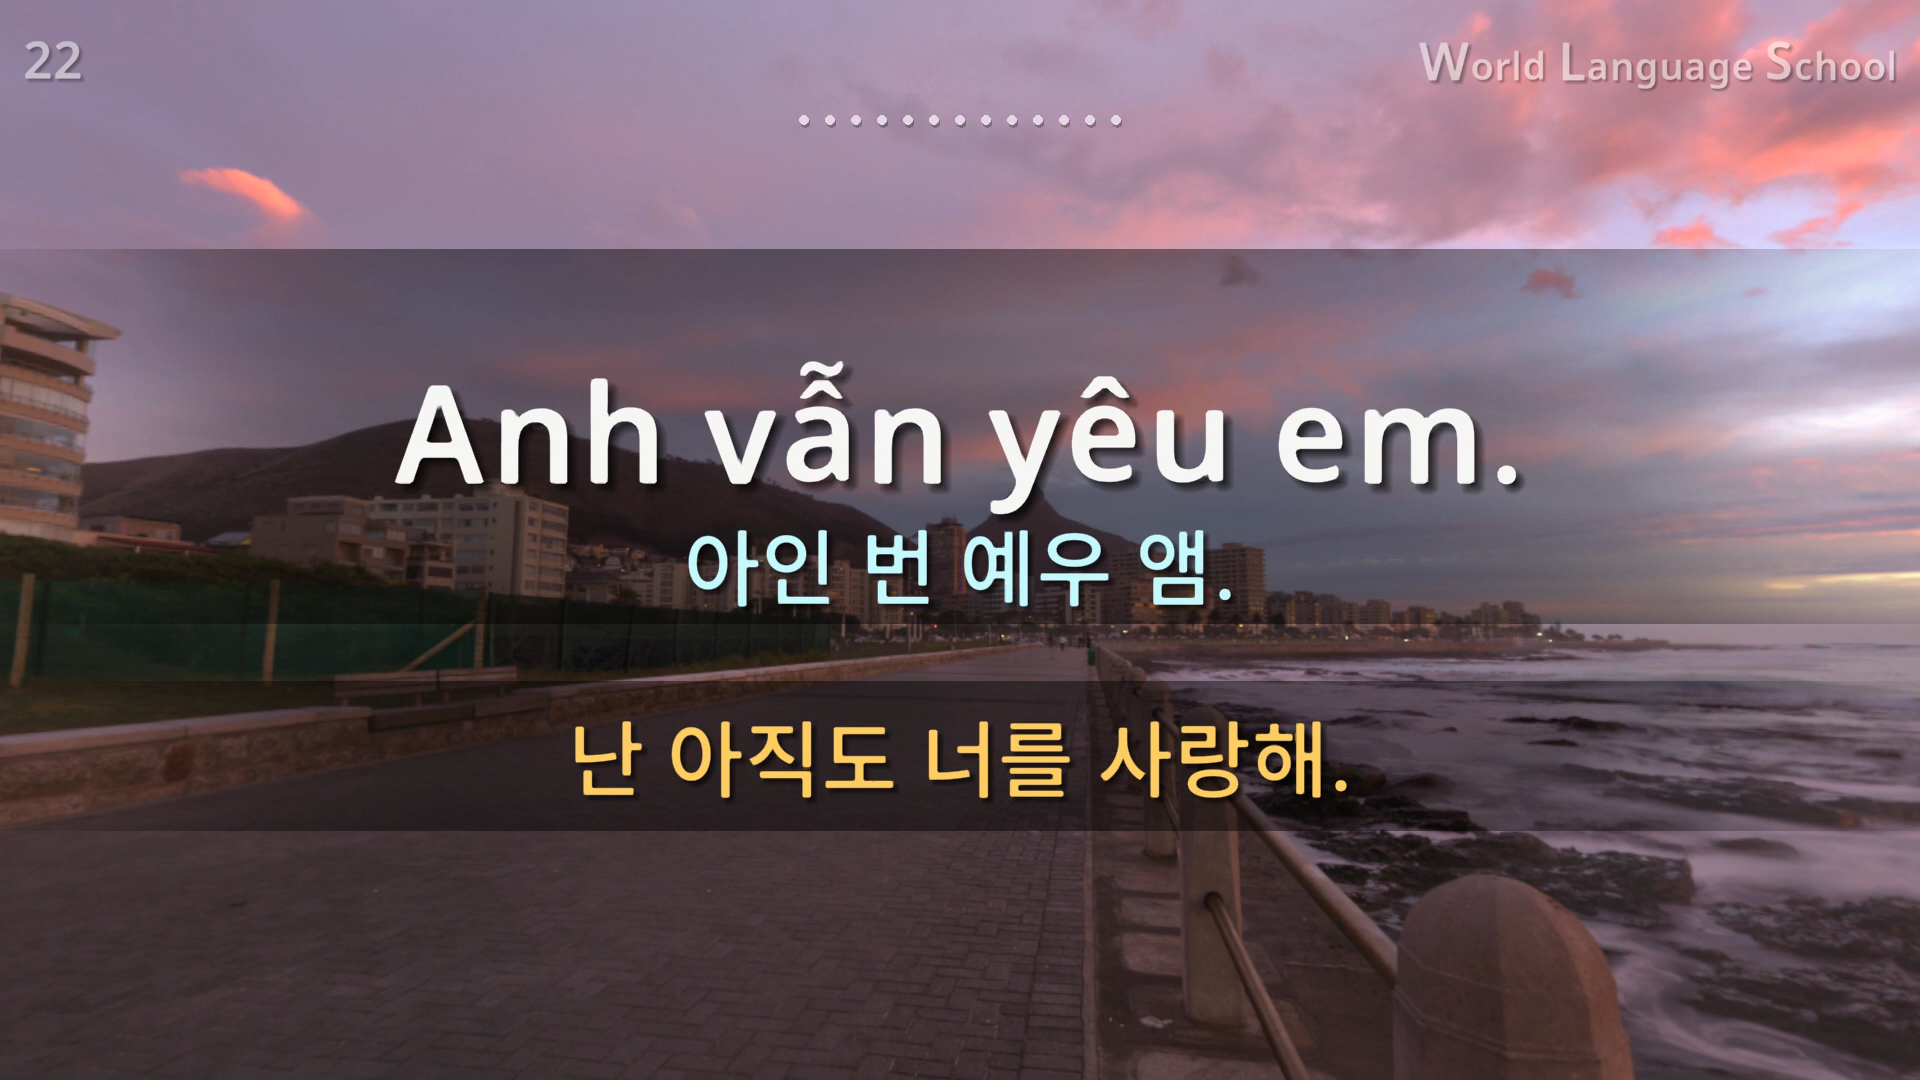 22
World Language School
Anh vẫn yêu em.
아인 번 예우 앰.
난 아직도 너를 사랑해.